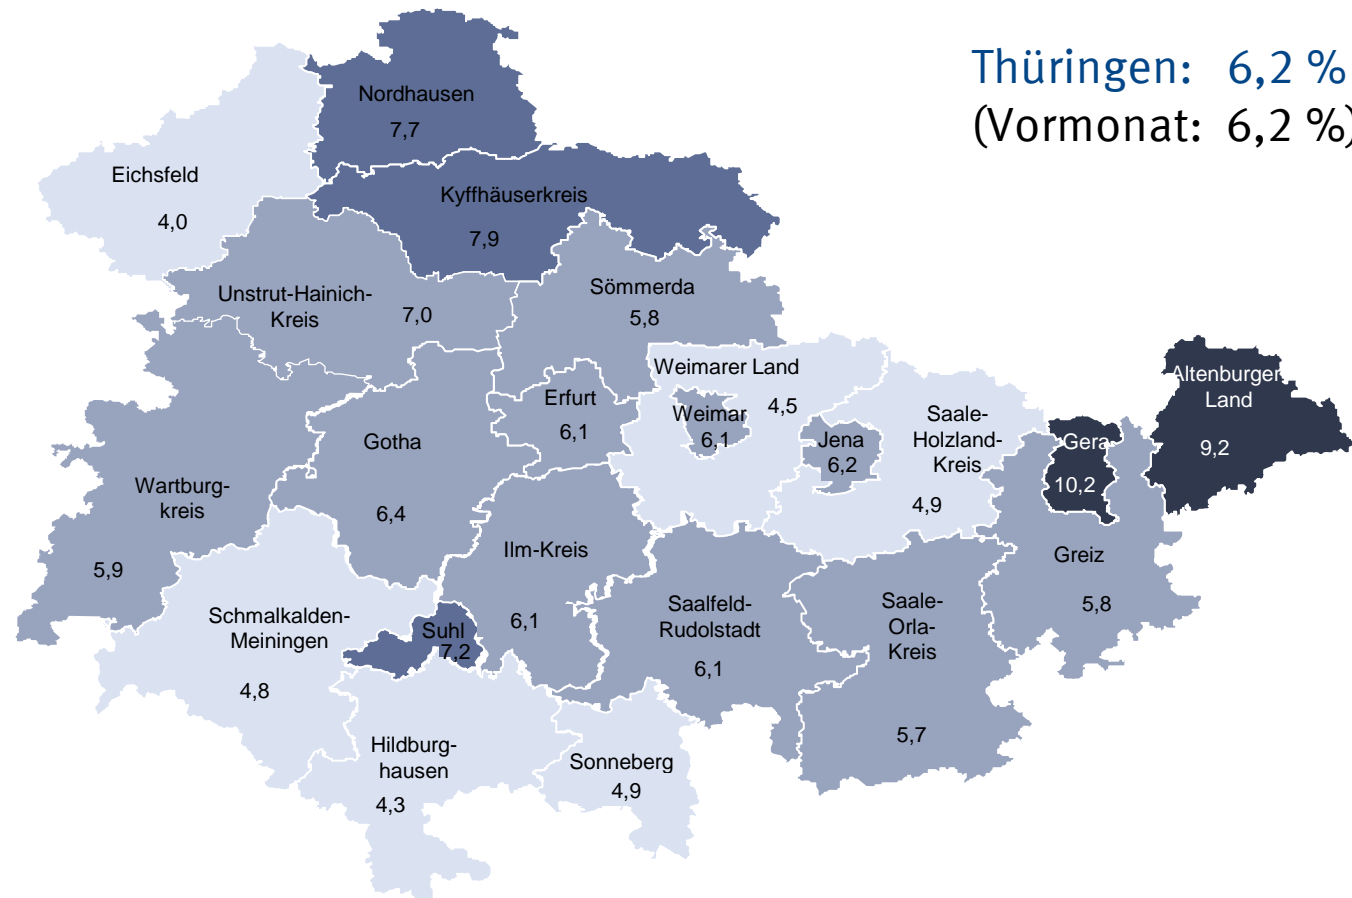 Thüringen: 6,2 %
(Vormonat: 6,2 %)
Nordhausen
7,7
Eichsfeld
4,0
Kyffhäuserkreis
7,9
Unstrut-Hainich-
Kreis
7,0
Sömmerda
5,8
Weimarer Land
4,5
Altenburger
Land
9,2
Erfurt
6,1
Weimar
6,1
Jena
6,2
Saale-
Holzland-
Kreis
4,9
Gera
10,2
Gotha
6,4
Wartburg-
kreis
5,9
Ilm-Kreis
6,1
Greiz
5,8
Schmalkalden-
Meiningen
4,8
Suhl
7,2
Saalfeld-
Rudolstadt
6,1
Saale-
Orla-
Kreis
5,7
Hildburg-
hausen
4,3
Sonneberg
4,9